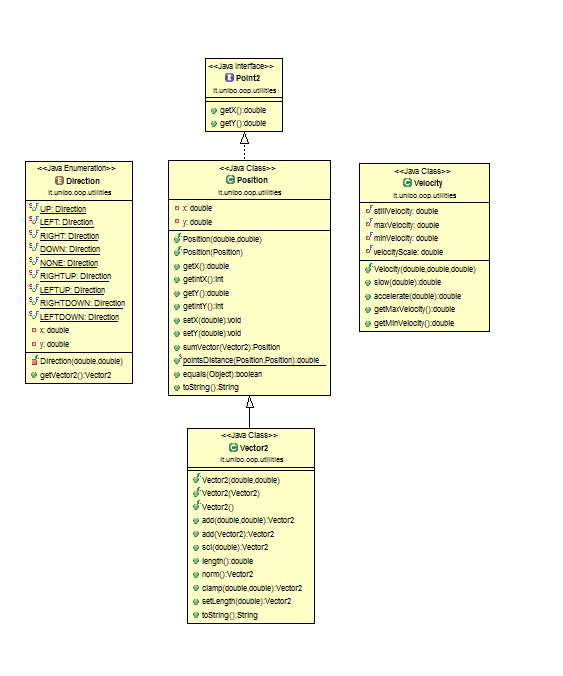 <<Java Interface>>
Point2
it.unibo.oop.utilities
getX():double
getY():double
<<Java Enumeration>>
Direction
it.unibo.oop.utilities
UP: Direction
LEFT: Direction
RIGHT: Direction
DOWN: Direction
NONE: Direction
RIGHTUP: Direction
LEFTUP: Direction
RIGHTDOWN: Direction
LEFTDOWN: Direction
x: double
y: double
Direction(double,double)
getVector2():Vector2
<<Java Class>>
Position
it.unibo.oop.utilities
x: double
y: double
Position(double,double)
Position(Position)
getX():double
getIntX():int
getY():double
getIntY():int
setX(double):void
setY(double):void
sumVector(Vector2):Position
pointsDistance(Position,Position):double
equals(Object):boolean
toString():String
<<Java Class>>
Velocity
it.unibo.oop.utilities
stillVelocity: double
maxVelocity: double
minVelocity: double
velocityScale: double
Velocity(double,double,double)
slow(double):double
accelerate(double):double
getMaxVelocity():double
getMinVelocity():double
<<Java Class>>
Vector2
it.unibo.oop.utilities
Vector2(double,double)
Vector2(Vector2)
Vector2()
add(double,double):Vector2
add(Vector2):Vector2
scl(double):Vector2
length():double
norm():Vector2
clamp(double,double):Vector2
setLength(double):Vector2
toString():String